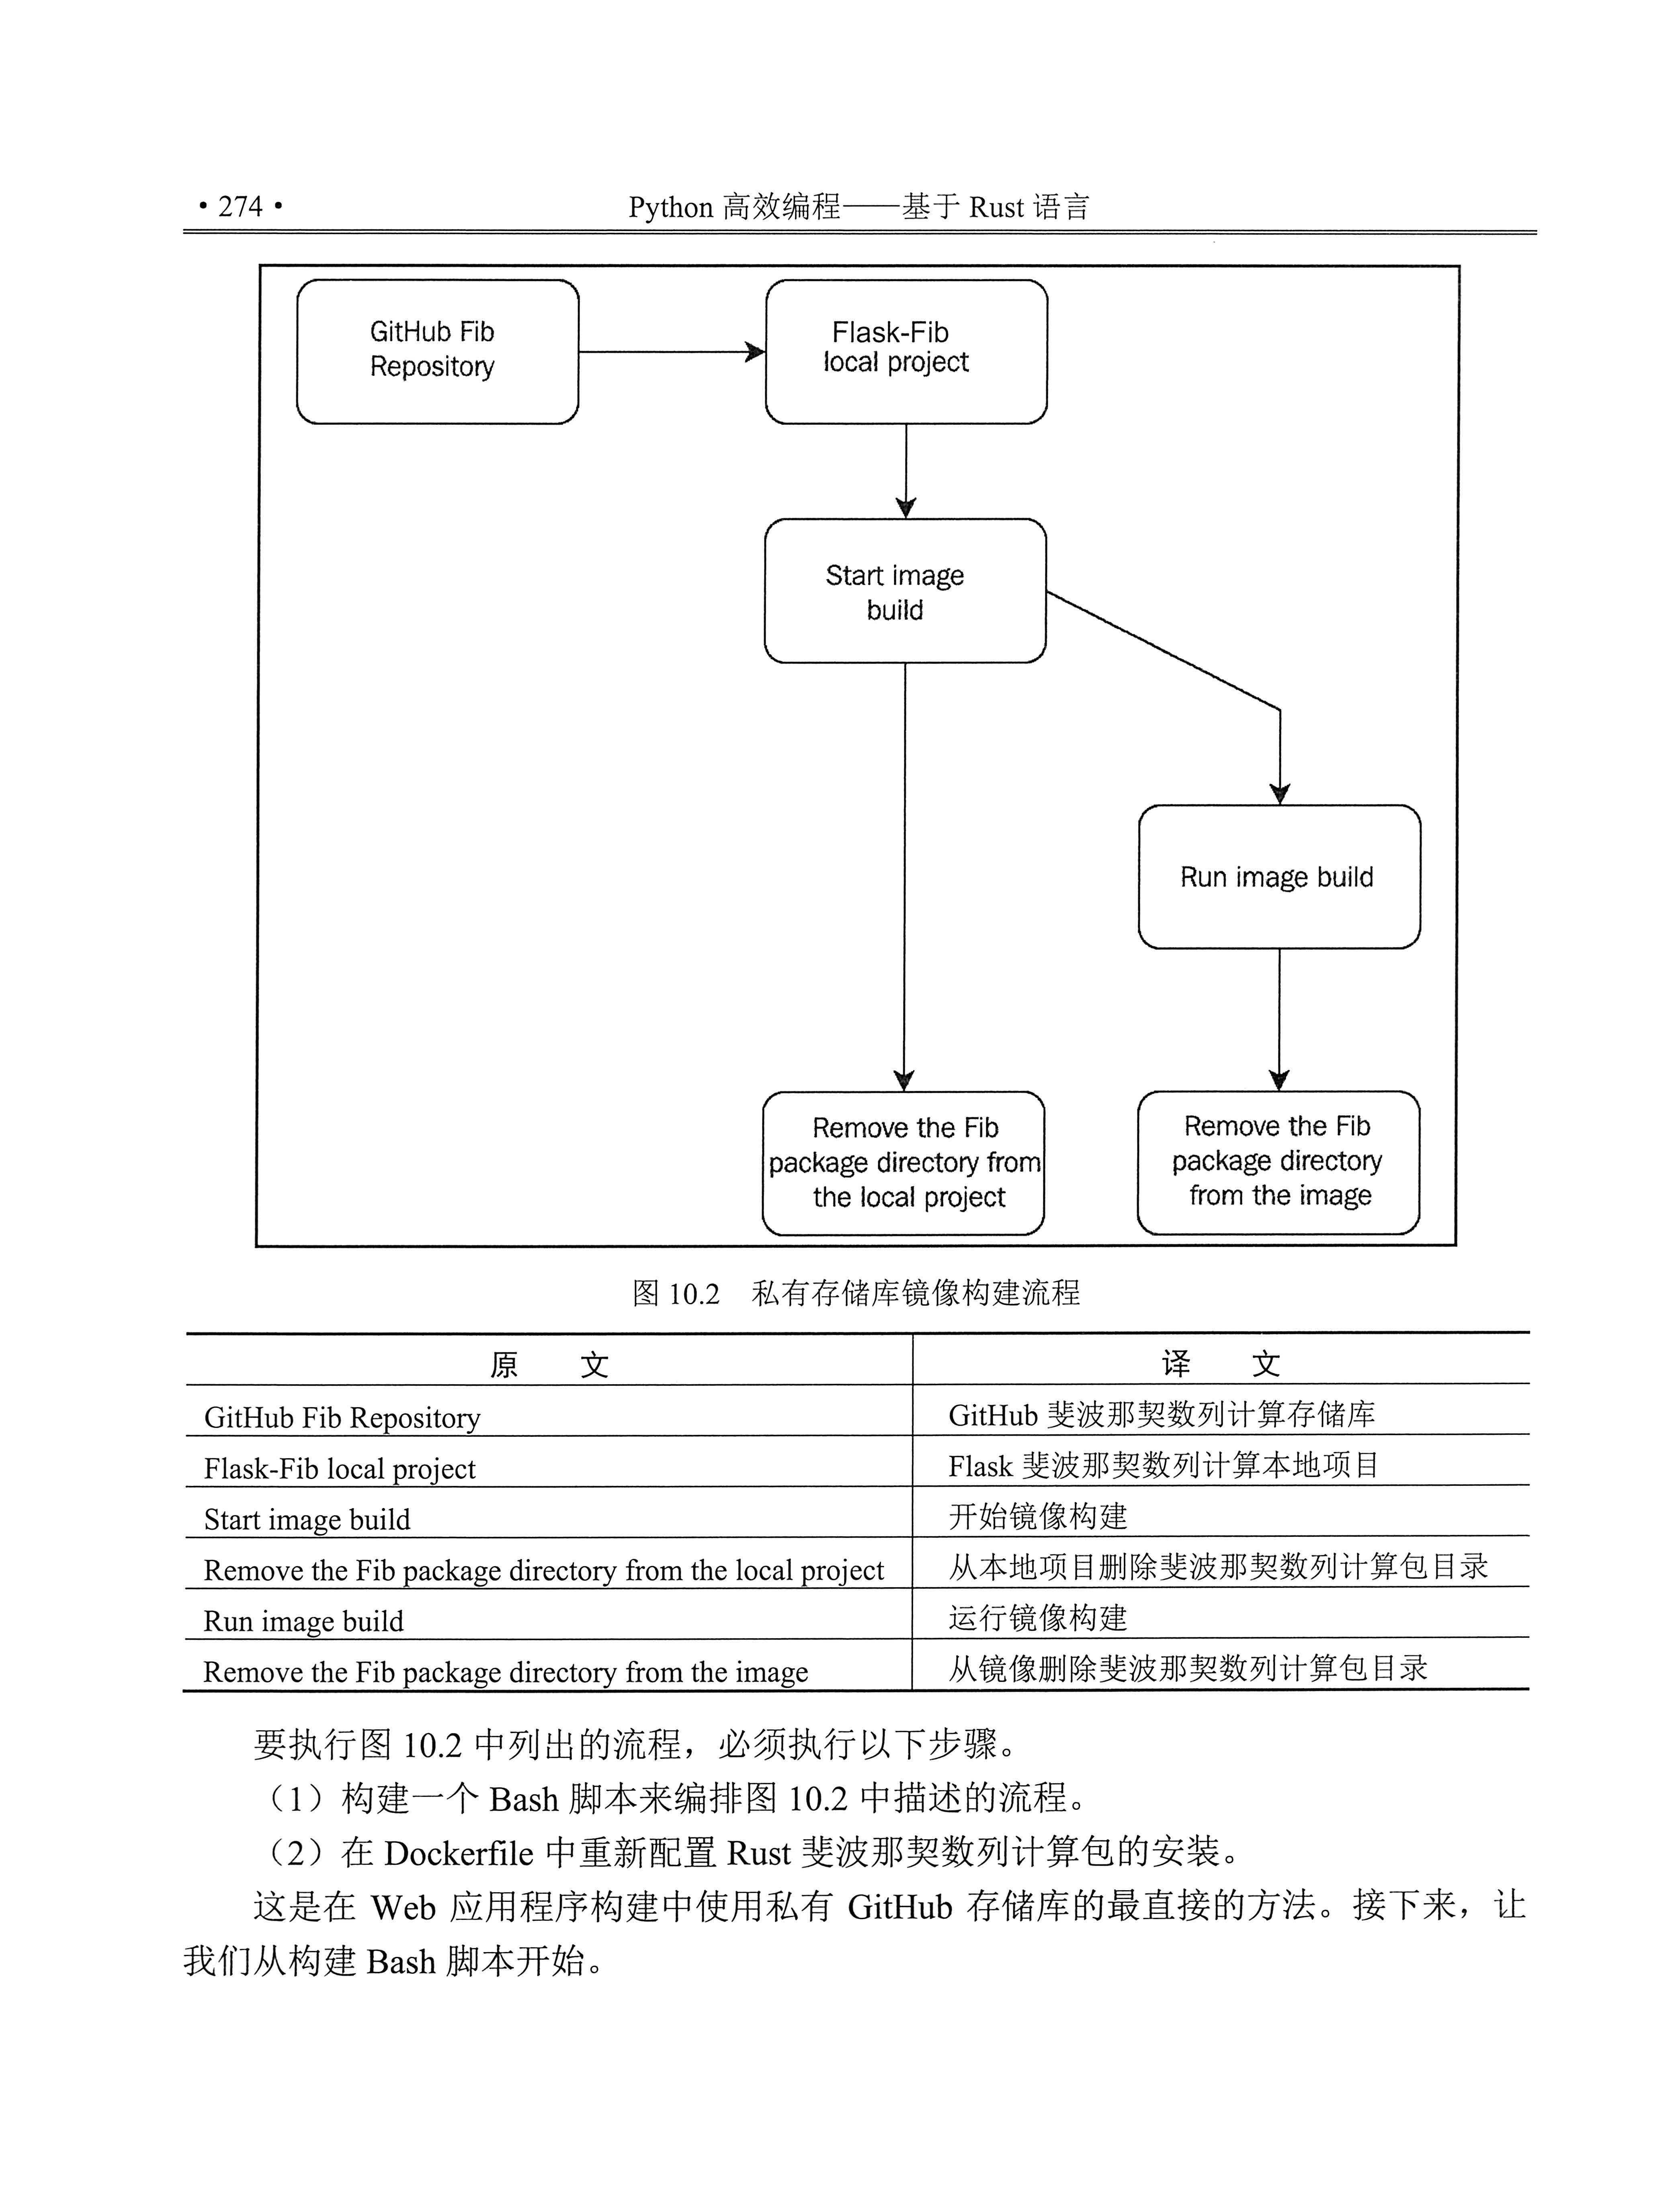 • 274 •
Python 高效编程——基于 Rust 语言
GitHub Fib
Repository
Flask-Fib
local project
Start image
build
Run image build
Remove the Fib
package directory from
the local project
Remove the Fib
package directory
from the image
图 10.2 私有存储库镜像构建流程
原 文 译 文
GitHub Fib Repository GitHub 斐波那契数列计算存储库
Flask-Fib local project Flask 斐波那契数列计算本地项目
Start image build 开始镜像构建
Remove the Fib package directory from the local project 从本地项目删除斐波那契数列计算包目录
Run image build 运行镜像构建
Remove the Fib package directory from the image 从镜像删除斐波那契数列计算包目录
要执行图 10.2 中列出的流程，必须执行以下步骤。
（1）构建一个 Bash 脚本来编排图 10.2 中描述的流程。
（2）在 Dockerfile 中重新配置 Rust 斐波那契数列计算包的安装。
这是在 Web 应用程序构建中使用私有 GitHub 存储库的最直接的方法。接下来，让
我们从构建 Bash 脚本开始。